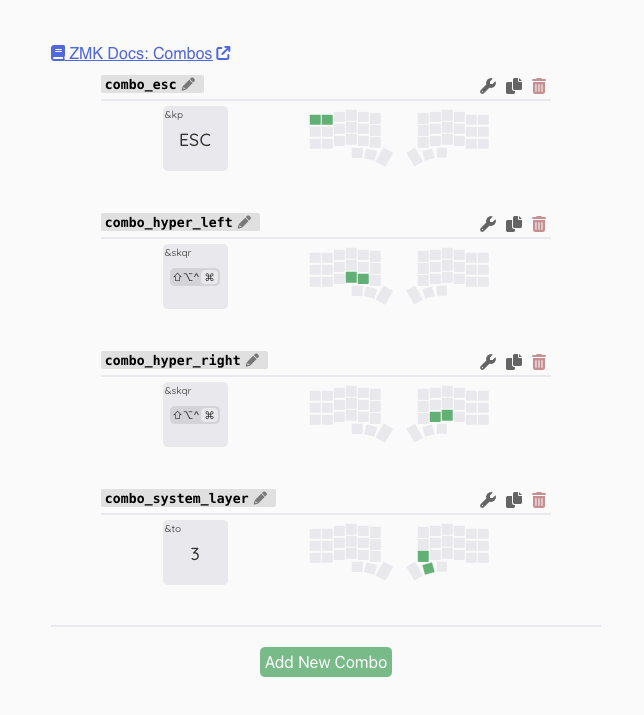 ZMK Docs: Combos
combo_esc
&kp
ESC
combo_hyper_left
&skqr
⇧⌥^ ⌘
combo_hyper_right
&skqr
⇧⌥^ ⌘
combo_system_layer
&to
3
Add New Combo